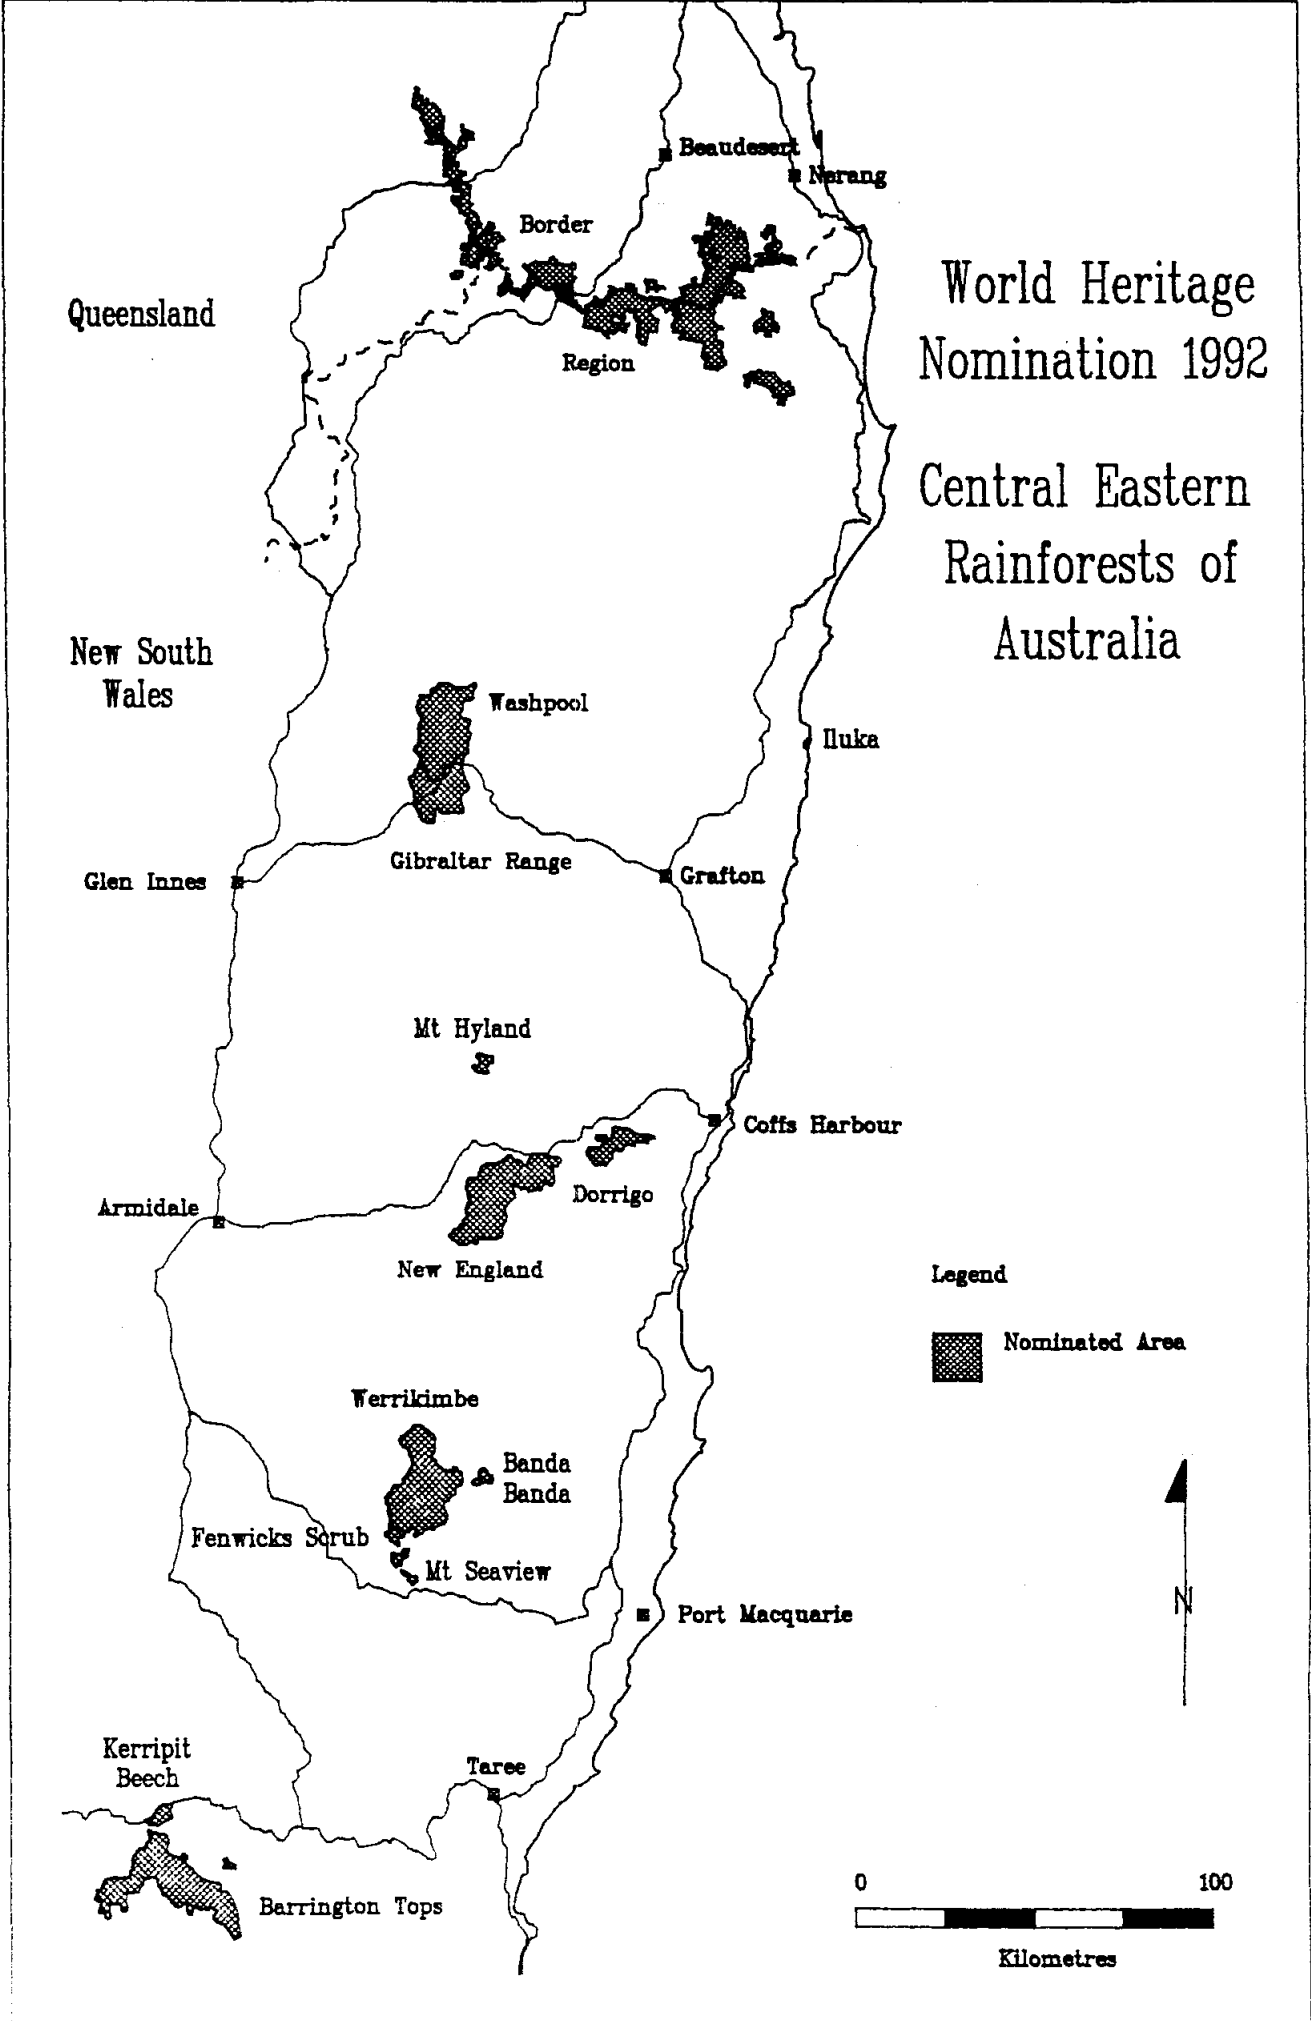 Beaudesert
Nerang
Border
World Heritage
Nomination 1992
Queensland
Region
Central Eastern
Rainforests of
Australia
New South
Wales
Washpool
Iluka
Gibraltar Range
Glen Innes
Grafton
Mt Hyland
Coffs Harbour
Dorrigo
Armidale
New England
Legend
Nominated Area
Werrikimbe
Banda
Banda
Fenwicks Scrub
Mt Seaview
N
Port Macquarie
Kerripit
Beech
Taree
0 100
Barrington Tops
Kilometres